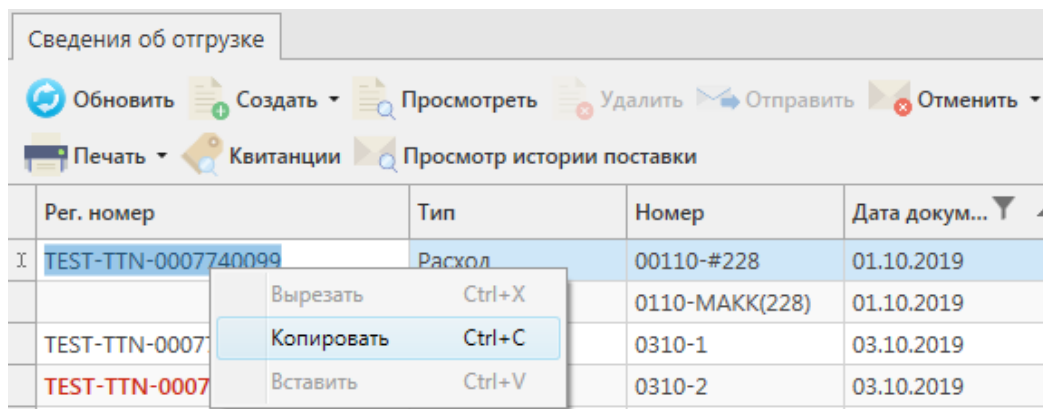 Сведения об отгрузке
Обновить Создать Просмотреть Удалить Отправить Отменить
Печать Квитанции Просмотр истории поставки
Рег. номер Тип Номер Дата докум...
TEST-TTN-0007740099 Расход 00110-#228 01.10.2019
Вырезать Ctrl+X 0110-МАКК(228) 01.10.2019
TEST-TTN-0007 Копировать Ctrl+C 0310-1 03.10.2019
TEST-TTN-0007 Вставить Ctrl+V 0310-2 03.10.2019